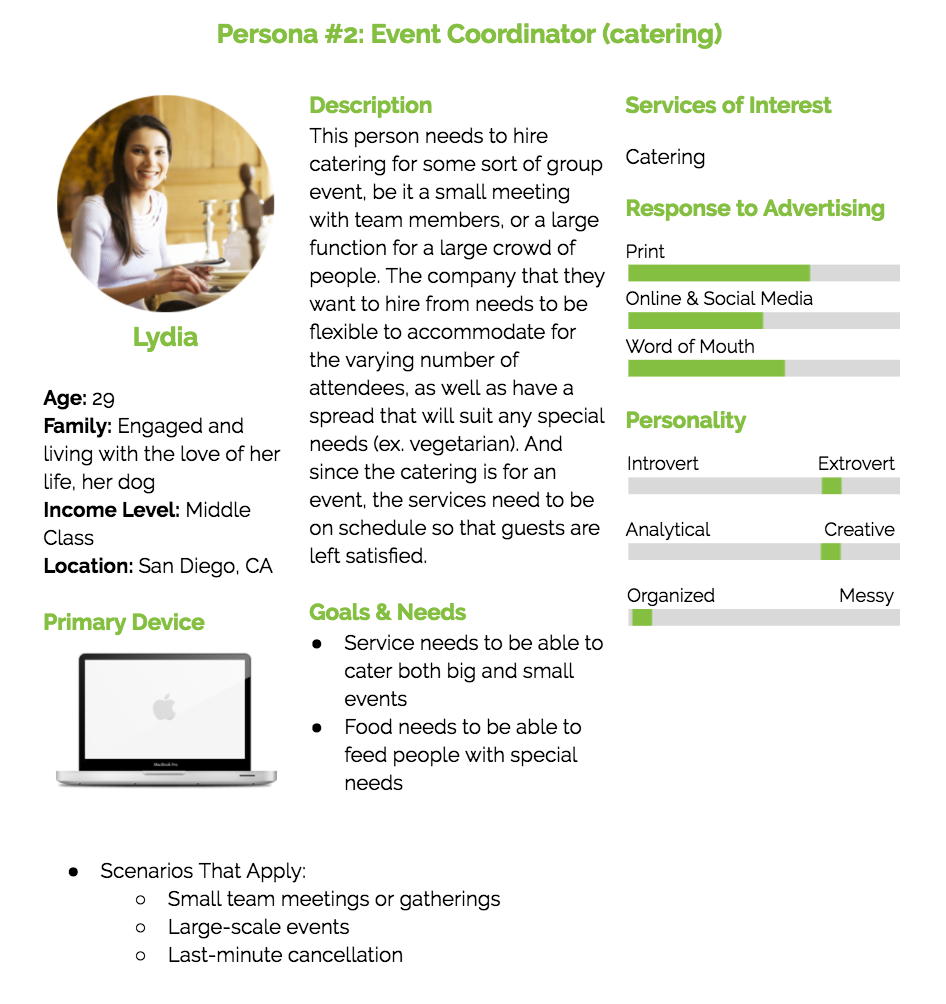 Persona #2: Event Coordinator (catering)
Lydia
Age: 29
Family: Engaged and
living with the love of her
life, her dog
Income Level: Middle
Class
Location: San Diego, CA
Primary Device
MacBook Pro
Description
This person needs to hire
catering for some sort of group
event, be it a small meeting
with team members, or a large
function for a large crowd of
people. The company that they
want to hire from needs to be
flexible to accommodate for
the varying number of
attendees, as well as have a
spread that will suit any special
needs (ex. vegetarian). And
since the catering is for an
event, the services need to be
on schedule so that guests are
left satisfied.
Goals & Needs
● Service needs to be able to
cater both big and small
events
● Food needs to be able to
feed people with special
needs
Services of Interest
Catering
Response to Advertising
Print
Online & Social Media
Word of Mouth
Personality
Introvert Extrovert
Analytical Creative
Organized Messy
● Scenarios That Apply:
○ Small team meetings or gatherings
○ Large-scale events
○ Last-minute cancellation